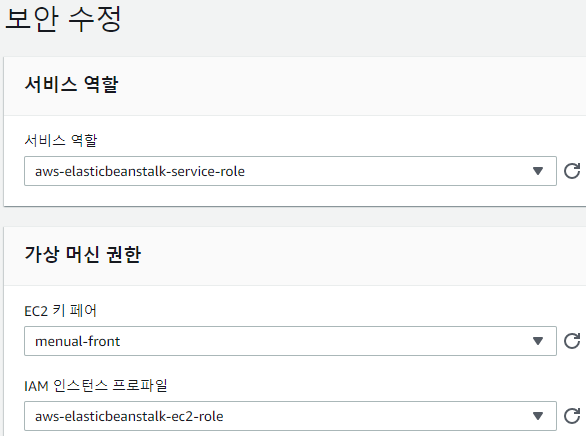 보안 수정
서비스 역할
서비스 역할
aws-elasticbeanstalk-service-role
가상 머신 권한
EC2 키 페어
menual-front
IAM 인스턴스 프로파일
aws-elasticbeanstalk-ec2-role